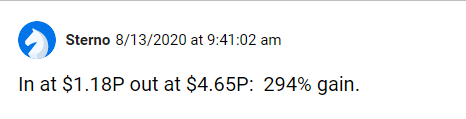 Sterno 8/13/2020 at 9:41:02 am
In at $1.18P out at $4.65P:  294% gain.